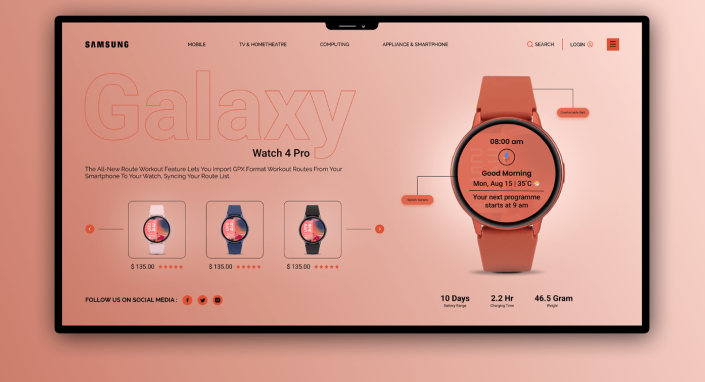 SAMSUNG
MOBILE
TV & HOMETHEATRE
COMPUTING
APPLIANCE & SMARTPHONE
SEARCH
LOGIN
Galaxy
Watch 4 Pro
The All-New Route Workout Feature Lets You Import GPX Format Workout Routes From Your
Smartphone To Your Watch, Syncing Your Route List.
$ 135.00
$ 135.00
$ 135.00
FOLLOW US ON SOCIAL MEDIA :
08:00 am
Good Morning
Mon, Aug 15 | 35°C
Your next programme
starts at 9 am
10 Days
Battery Range
2.2 Hr
Charging Time
46.5 Gram
Weight